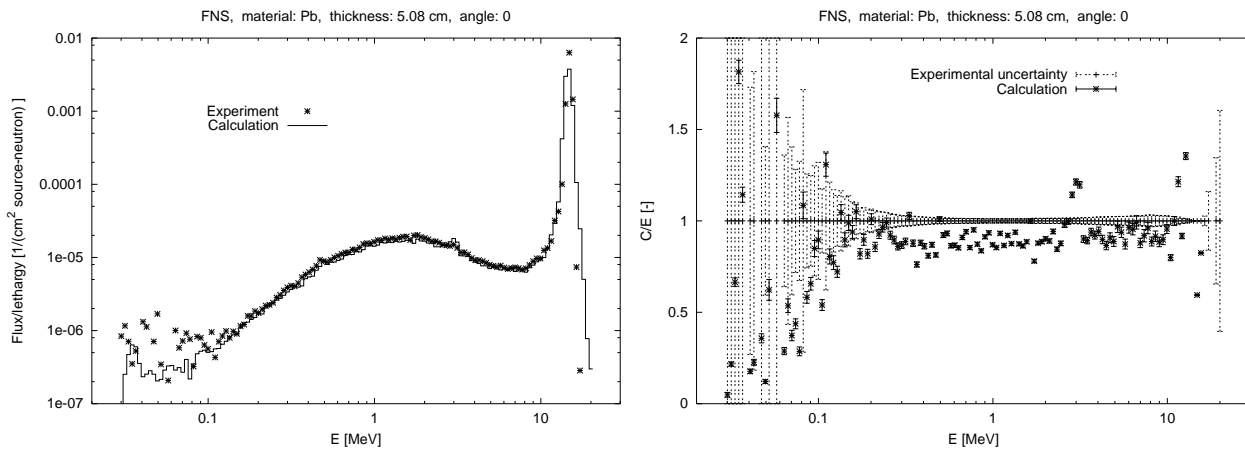 FNS, material: Pb, thickness: 5.08 cm, angle: 0
0.01
0.001
0.0001
1e-05
1e-06
1e-07
Flux/lethargy [1/(cm² source-neutron) ]
Experiment
Calculation
0.1
1
10
E [MeV]
FNS, material: Pb, thickness: 5.08 cm, angle: 0
2
1.5
1
0.5
0
C/E [-]
Experimental uncertainty
Calculation
0.1
1
10
E [MeV]